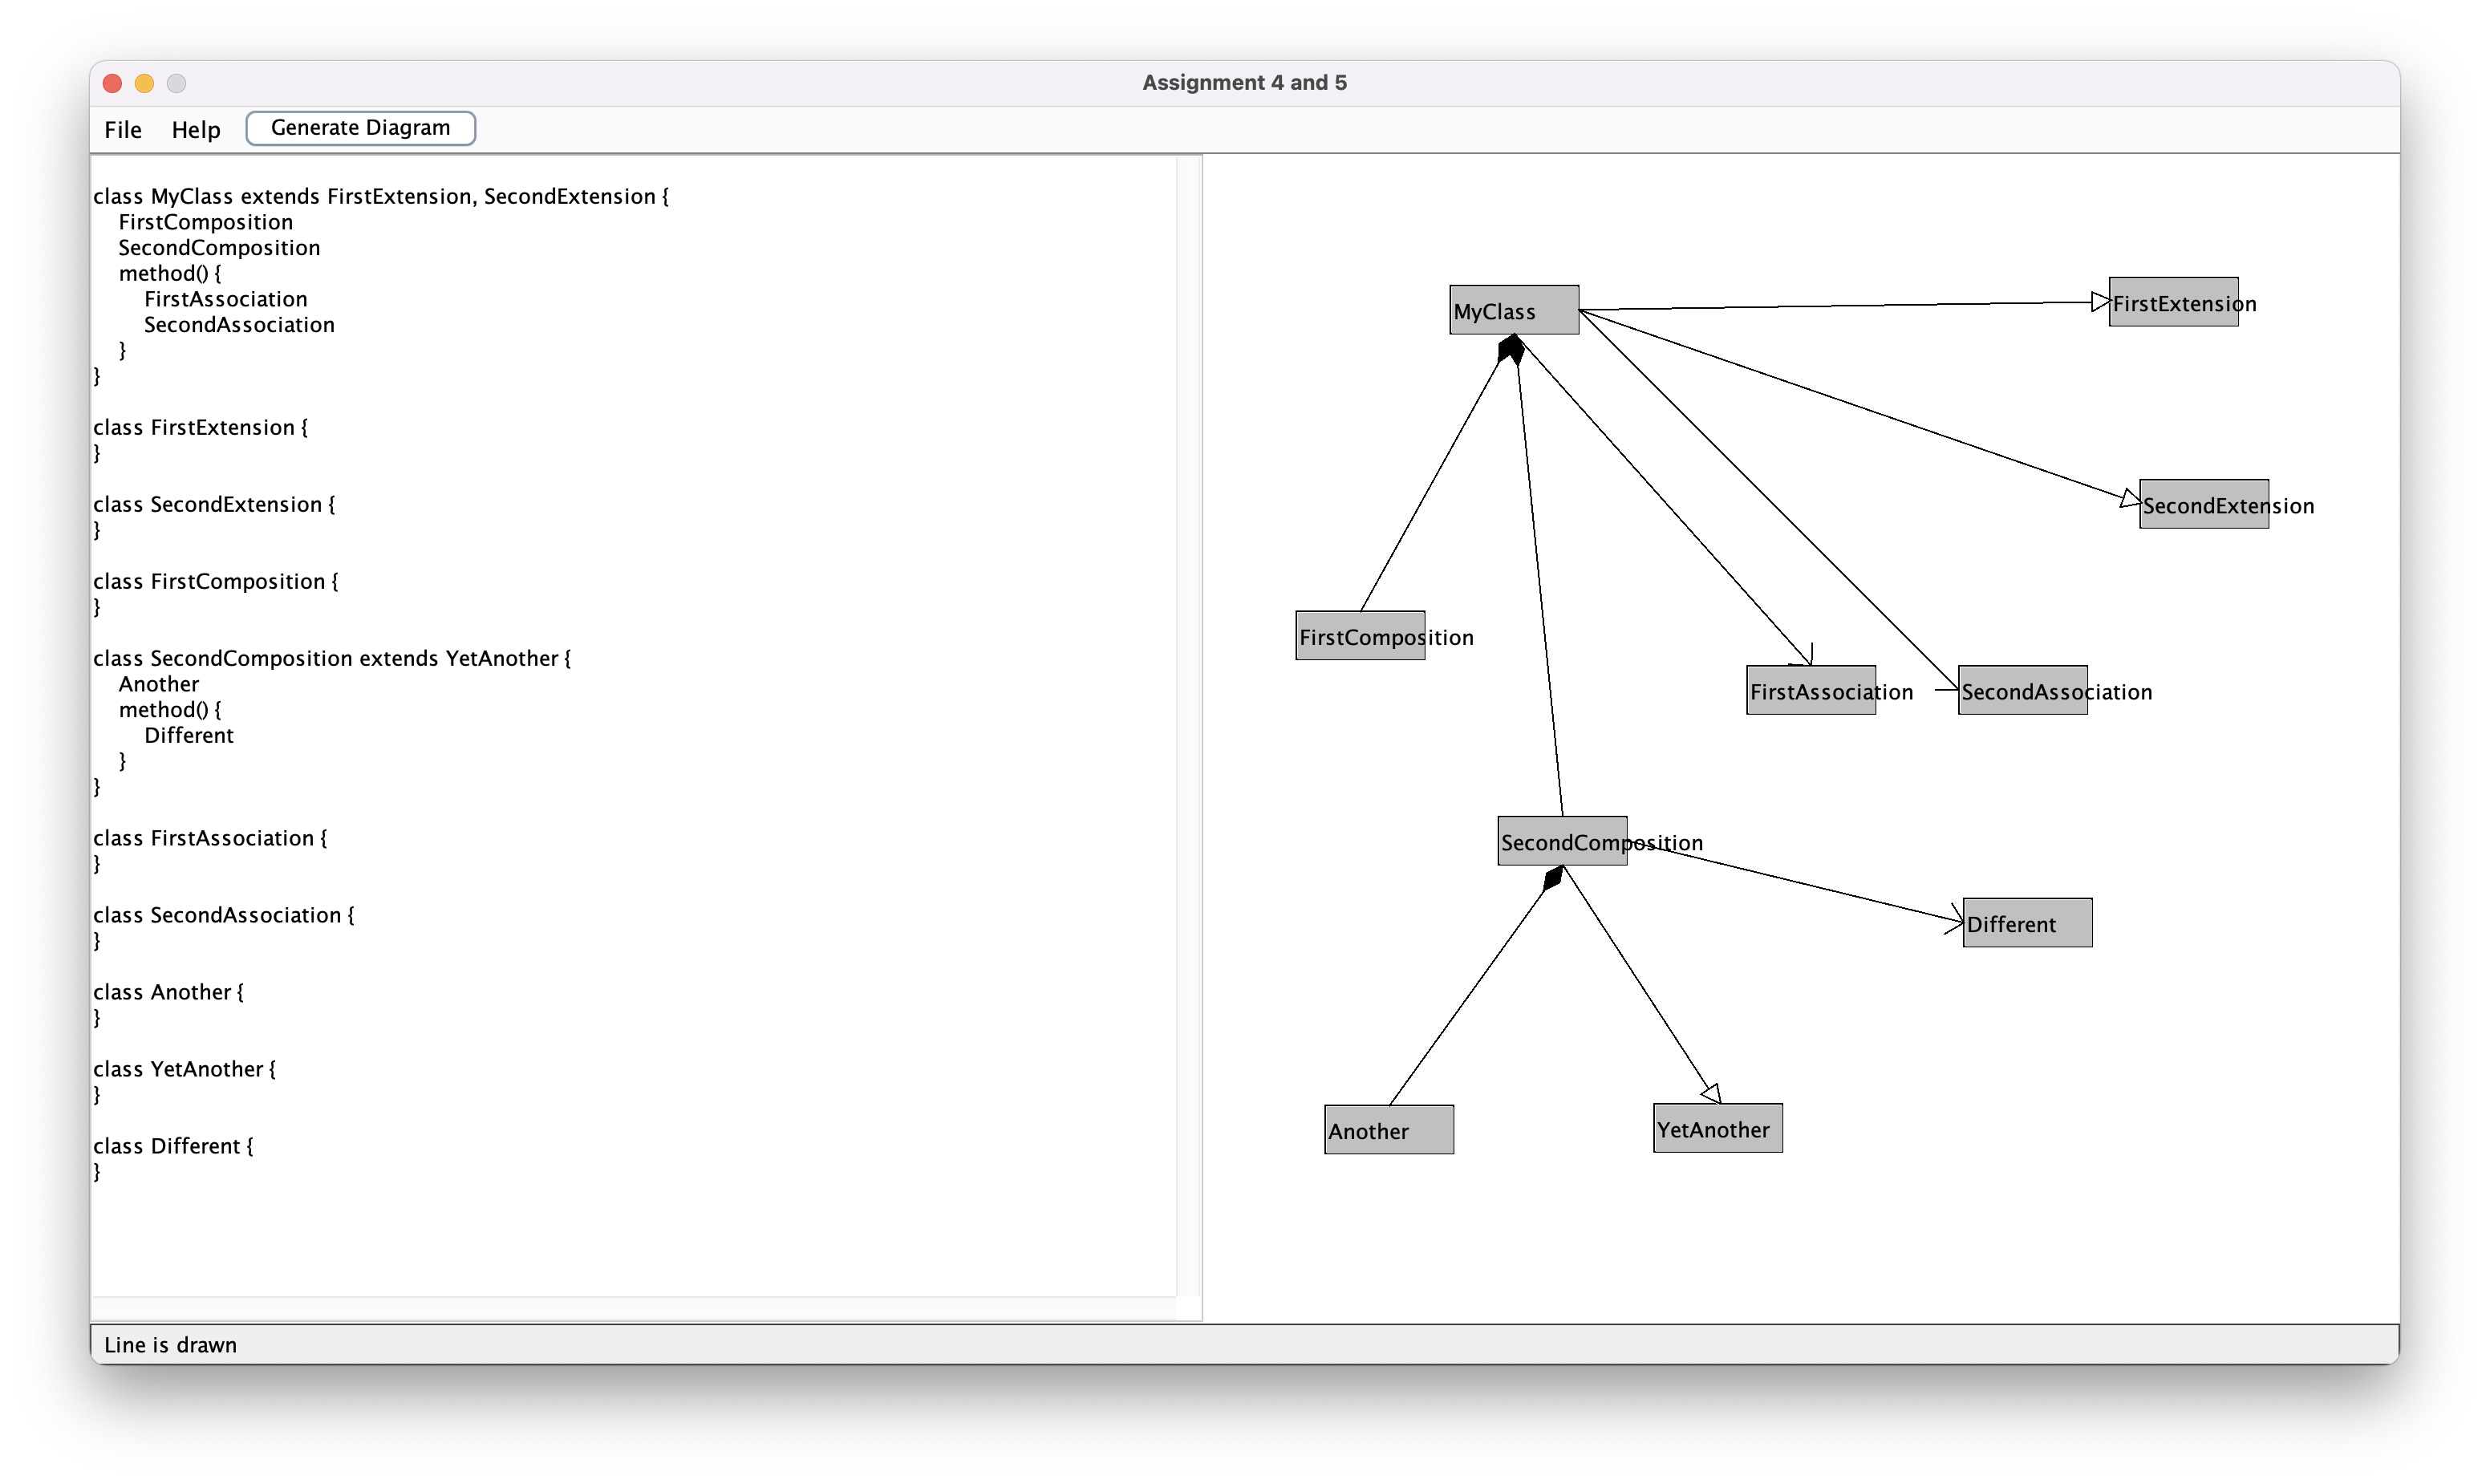 Assignment 4 and 5
File Help Generate Diagram
class MyClass extends FirstExtension, SecondExtension {
FirstComposition
SecondComposition
method() {
FirstAssociation
SecondAssociation
}
}
class FirstExtension {
}
class SecondExtension {
}
class FirstComposition {
}
class SecondComposition extends YetAnother {
Another
method() {
Different
}
}
class FirstAssociation {
}
class SecondAssociation {
}
class Another {
}
class YetAnother {
}
class Different {
}
MyClass
FirstExtension
SecondExtension
FirstComposition
FirstAssociation
SecondAssociation
SecondComposition
Different
Another
YetAnother
Line is drawn